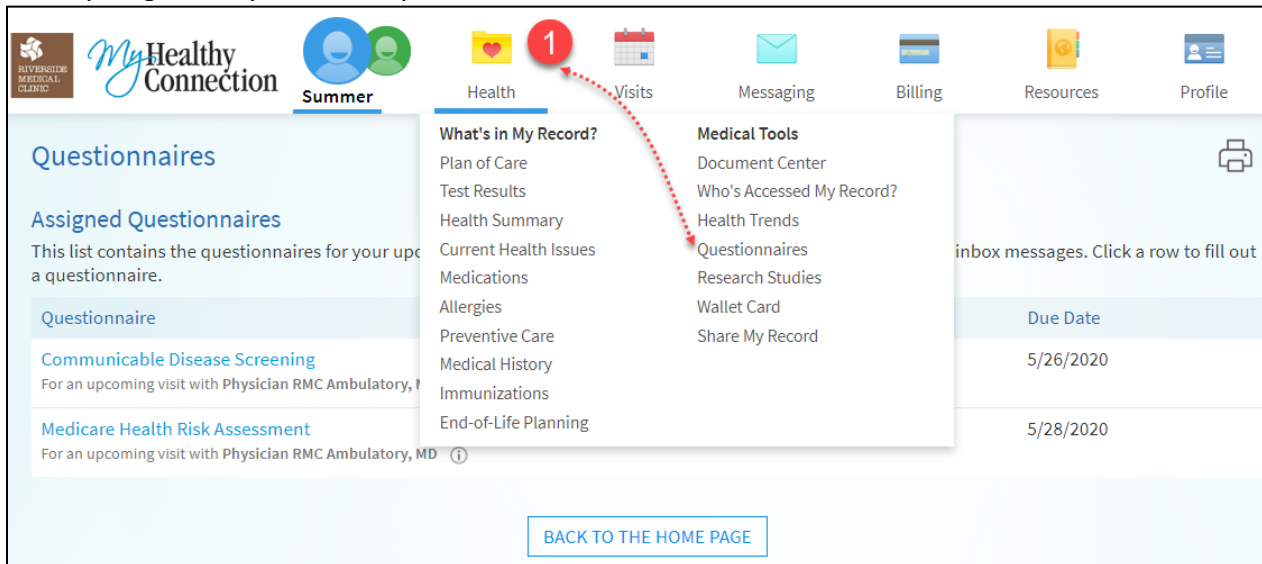 RIVERSIDE
MEDICAL
CLINIC
MyHealthy
Connection
Summer
Health
1
Visits
Messaging
Billing
Resources
Profile
Questionnaires
What's in My Record?
Plan of Care
Test Results
Health Summary
Current Health Issues
Medications
Allergies
Preventive Care
Medical History
Immunizations
End-of-Life Planning
Medical Tools
Document Center
Who's Accessed My Record?
Health Trends
Questionnaires
Research Studies
Wallet Card
Share My Record
Assigned Questionnaires
This list contains the questionnaires for your upc inbox messages. Click a row to fill out
a questionnaire.
Questionnaire Due Date
Communicable Disease Screening 5/26/2020
For an upcoming visit with Physician RMC Ambulatory,
Medicare Health Risk Assessment 5/28/2020
For an upcoming visit with Physician RMC Ambulatory, MD
BACK TO THE HOME PAGE